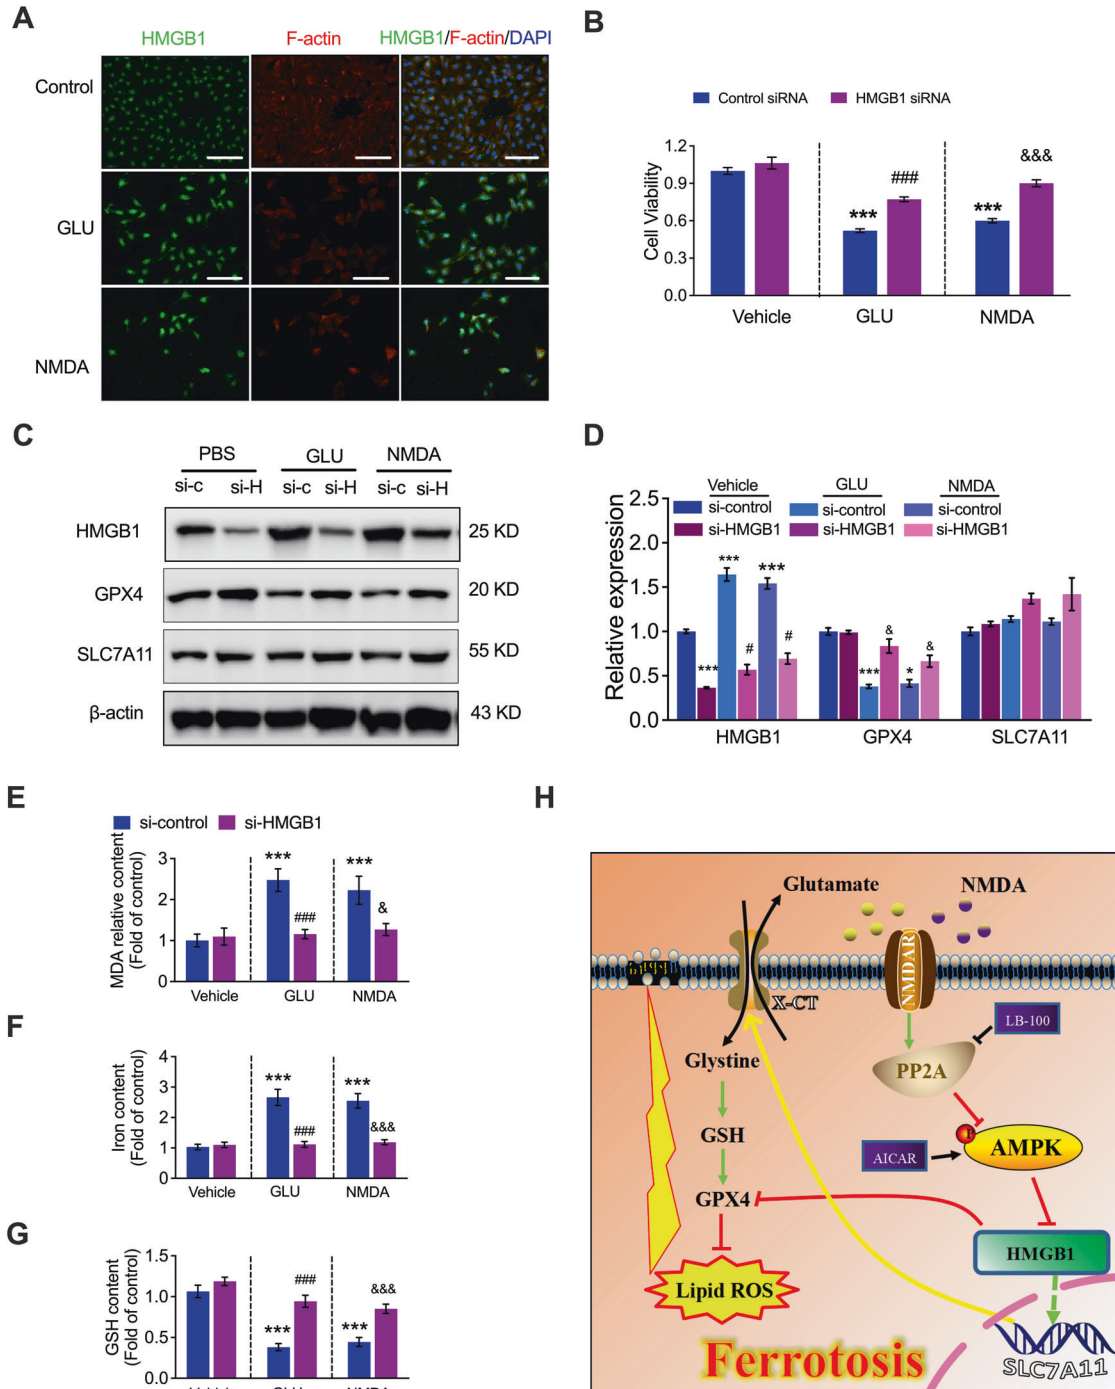 A
HMGB1 F-actin HMGB1/F-actin/DAPI
Control
GLU
NMDA
B
Control siRNA HMGB1 siRNA
Cell Viability
1.2
0.9
0.6
0.3
0.0
*** ### *** &&&
Vehicle GLU NMDA
C
PBS GLU NMDA
si-c si-H si-c si-H si-c si-H
HMGB1 25 KD
GPX4 20 KD
SLC7A11 55 KD
β-actin 43 KD
D
Vehicle GLU NMDA
si-control si-control si-control
si-HMGB1 si-HMGB1 si-HMGB1
Relative expression
2.5
2.0
1.5
1.0
0.5
0.0
*** *** # *** # *** & * &
HMGB1 GPX4 SLC7A11
E
si-control si-HMGB1
MDA relative content
(Fold of control)
3
2
1
0
*** ### *** &
Vehicle GLU NMDA
F
Iron content
(Fold of control)
4
3
2
1
0
*** ### *** &&&
Vehicle GLU NMDA
G
GSH content
(Fold of control)
1.5
1.0
0.5
0
*** ### *** &&&
Vehicle GLU NMDA
H
Glutamate NMDA
NMDAR
X-CT
LB-100
Glystine
PP2A
GSH
P
AMPK
AICAR
GPX4
HMGB1
Lipid ROS
Ferrotosis
SLC7A11